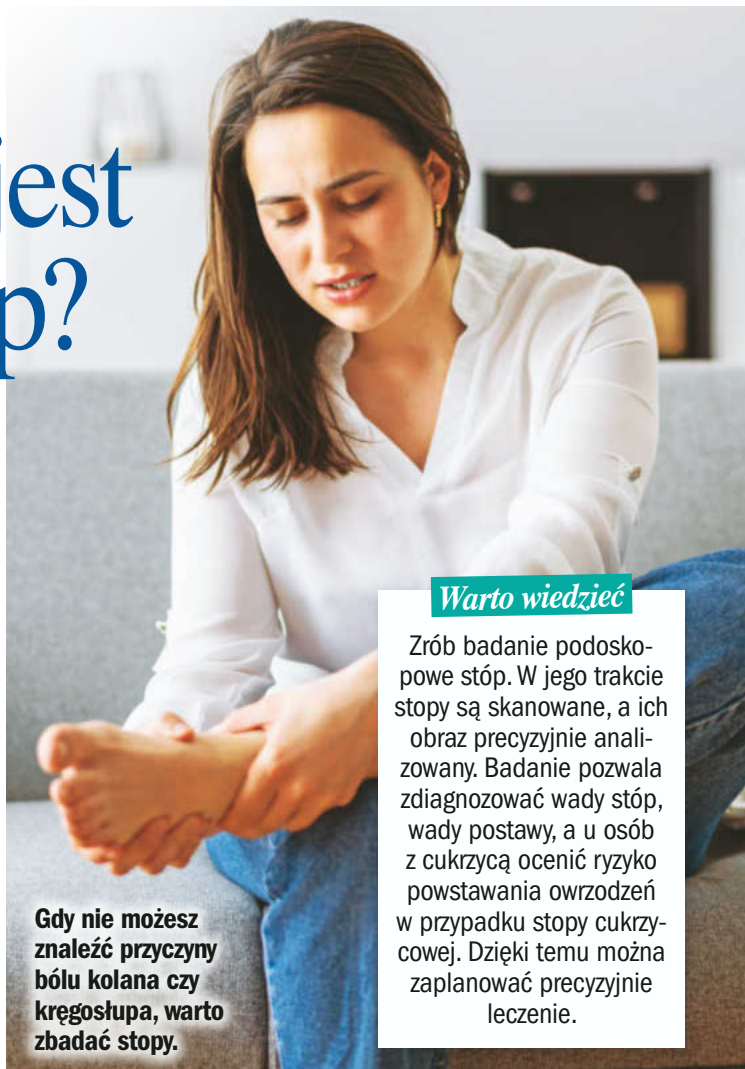 jest
p?
Warto wiedzieć
Zrób badanie podosko-
powe stóp. W jego trakcie
stopy są skanowane, a ich
obraz precyzyjnie anali-
zowany. Badanie pozwala
zdiagnozować wady stóp,
wady postawy, a u osób
z cukrzycą ocenić ryzyko
powstawania owrzodzeń
w przypadku stopy cukrzy-
cowej. Dzięki temu można
zaplanować precyzyjnie
leczenie.
Gdy nie możesz
znaleźć przyczyny
bólu kolana czy
kręgosłupa, warto
zbadać stopy.